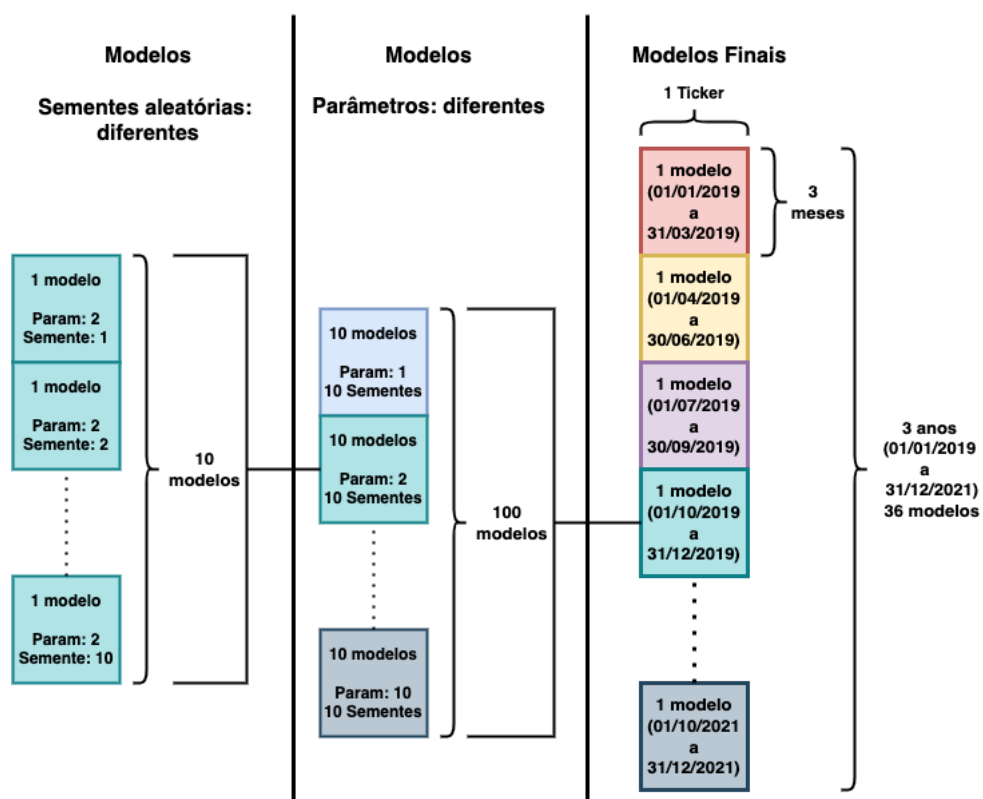 Modelos
Sementes aleatórias:
diferentes
1 modelo
Param: 2
Semente: 1
1 modelo
Param: 2
Semente: 2
1 modelo
Param: 2
Semente: 10
10
modelos
Modelos
Parâmetros: diferentes
10 modelos
Param: 1
10 Sementes
10 modelos
Param: 2
10 Sementes
10 modelos
Param: 10
10 Sementes
100
modelos
Modelos Finais
1 Ticker
1 modelo
(01/01/2019
a
31/03/2019)
1 modelo
(01/04/2019
a
30/06/2019)
1 modelo
(01/07/2019
a
30/09/2019)
1 modelo
(01/10/2019
a
31/12/2019)
1 modelo
(01/10/2021
a
31/12/2021)
3
meses
3 anos
(01/01/2019
a
31/12/2021)
36 modelos